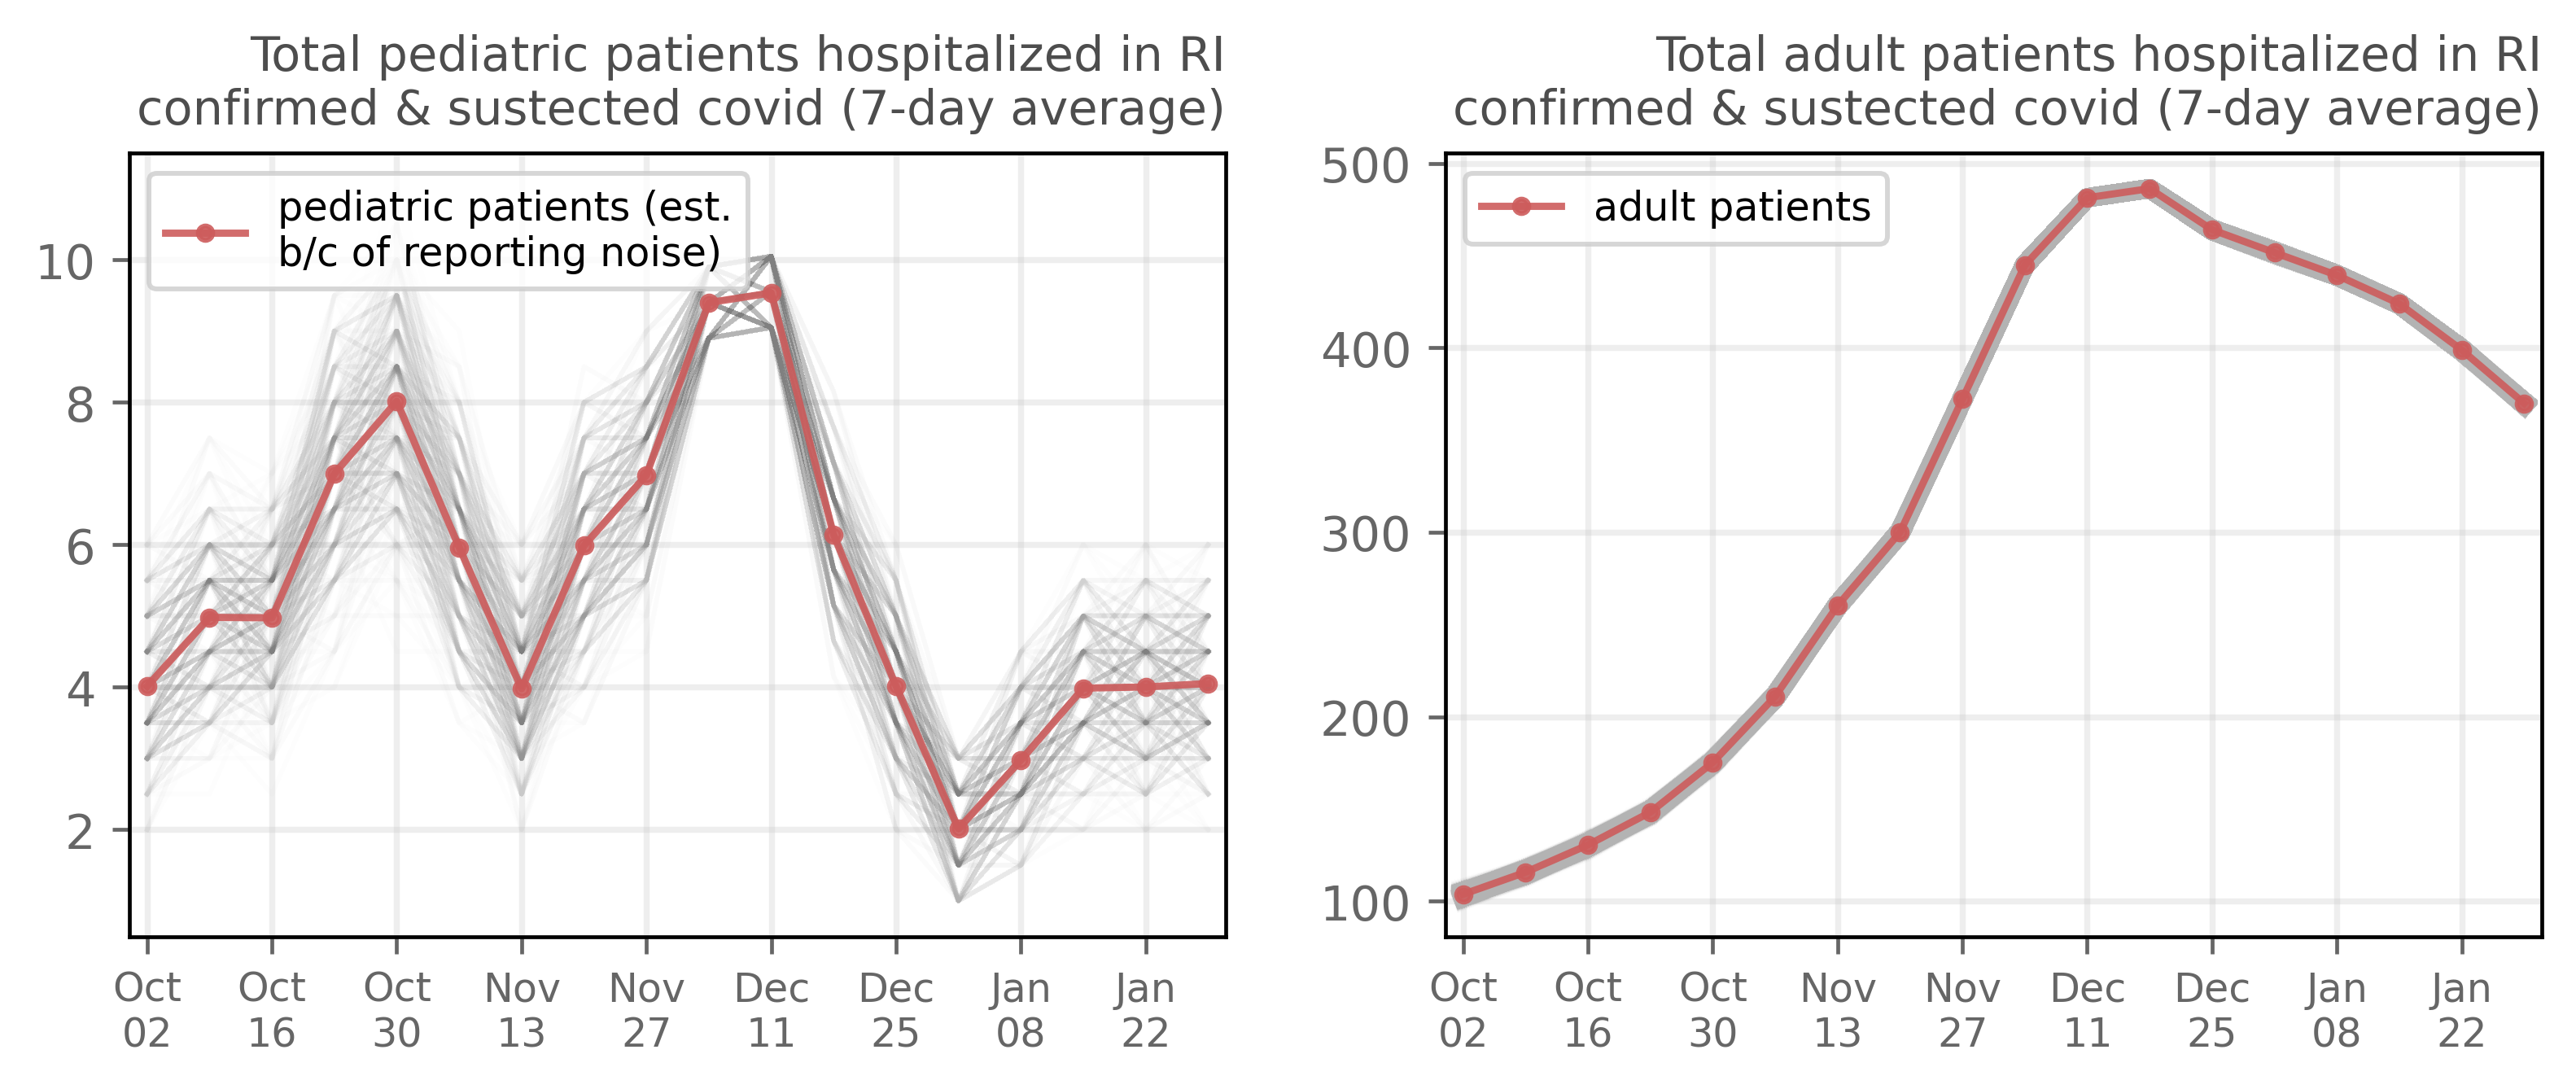 Total pediatric patients hospitalized in RI
confirmed & sustected covid (7-day average)
pediatric patients (est.
b/c of reporting noise)
10
8
6
4
2
Oct Oct Oct Nov Nov Dec Dec Jan Jan
02 16 30 13 27 11 25 08 22
Total adult patients hospitalized in RI
confirmed & sustected covid (7-day average)
adult patients
500
400
300
200
100
Oct Oct Oct Nov Nov Dec Dec Jan Jan
02 16 30 13 27 11 25 08 22